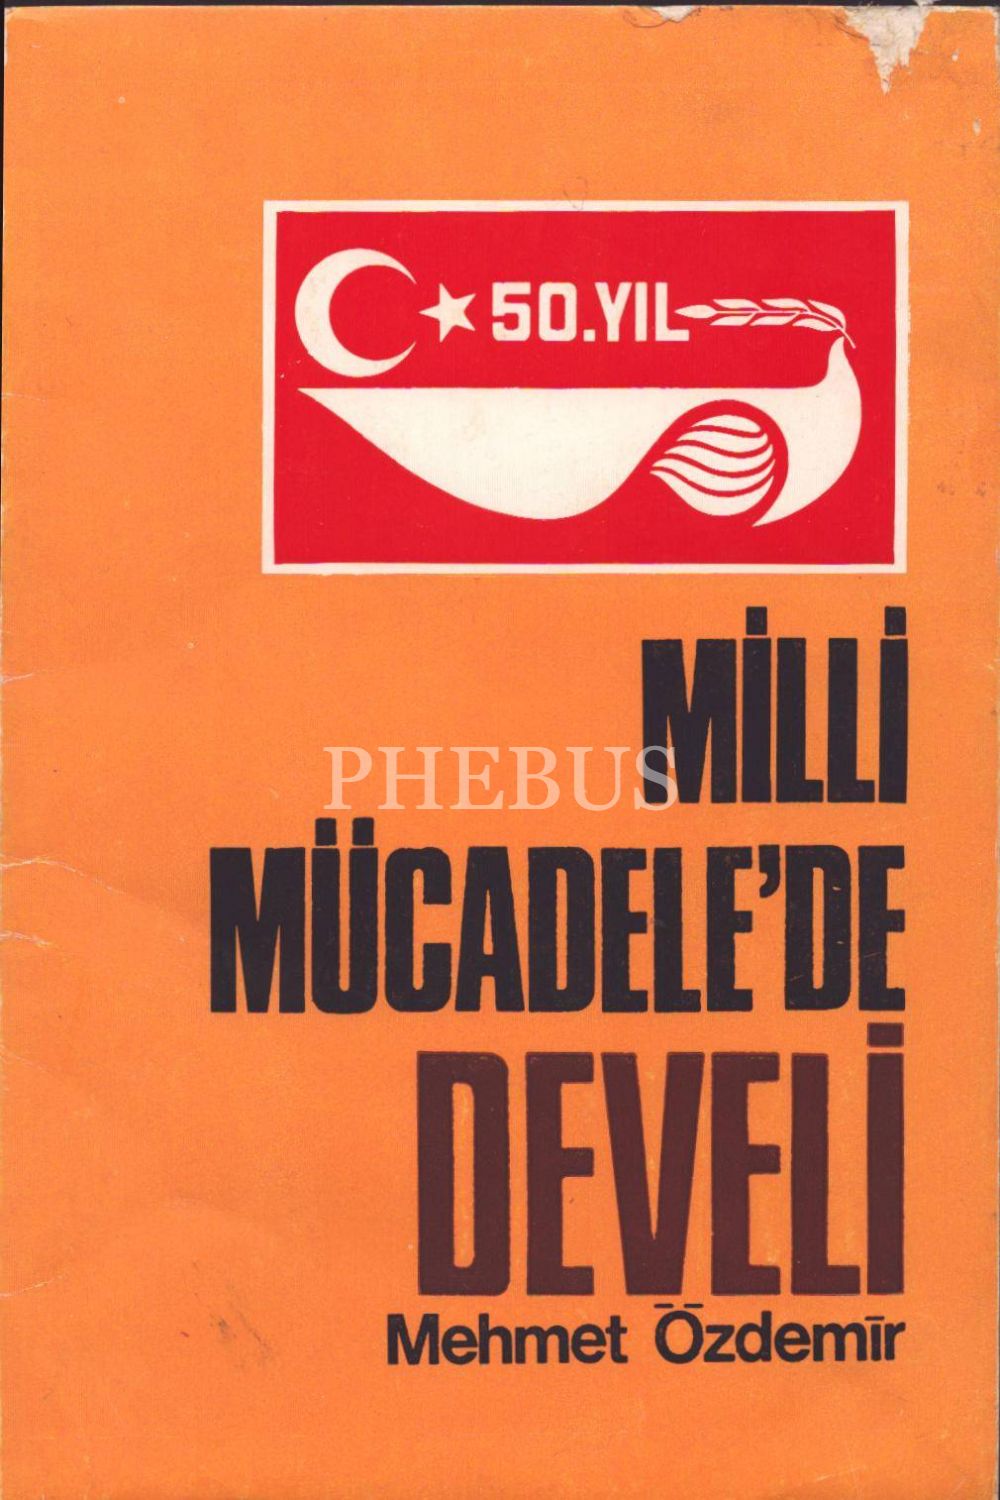 50.YIL
MİLLİ
PHEBUS
MÜCADELE'DE
DEVELİ
Mehmet Özdemir